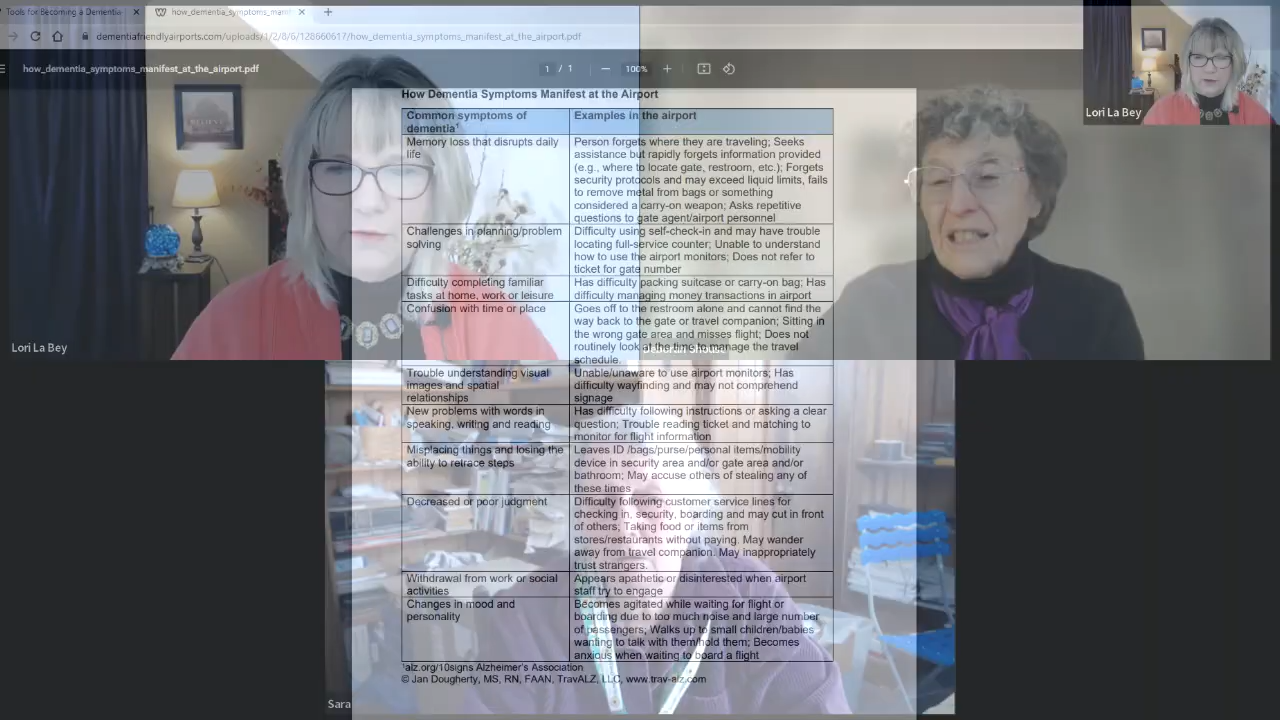 Tools for Becoming a Dementia
how_dementia_symptoms_mani
dementiafriendlyairports.com/uploads/1/2/8/6/128660617/how_dementia_symptoms_manifest_at_the_airport.pdf
how_dementia_symptoms_manifest_at_the_airport.pdf
1 / 1
100%
Lori La Bey
How Dementia Symptoms Manifest at the Airport
Common symptoms of
dementia¹
Examples in the airport
Memory loss that disrupts daily
life
Person forgets where they are traveling; Seeks
assistance but rapidly forgets information provided
(e.g., where to locate gate, restroom, etc.); Forgets
security protocols and may exceed liquid limits, fails
to remove metal from bags or something
considered a carry-on weapon; Asks repetitive
questions to gate agent/airport personnel
Challenges in planning/problem
solving
Difficulty using self-check-in and may have trouble
locating full-service counter; Unable to understand
how to use the airport monitors; Does not refer to
ticket for gate number
Difficulty completing familiar
tasks at home, work or leisure
Has difficulty packing suitcase or carry-on bag; Has
difficulty managing money transactions in airport
Confusion with time or place
Goes off to the restroom alone and cannot find the
way back to the gate or travel companion; Sitting in
the wrong gate area and misses flight; Does not
routinely look at the time to manage the travel
schedule.
Lori La Bey
Trouble understanding visual
images and spatial
relationships
Unable/unaware to use airport monitors; Has
difficulty wayfinding and may not comprehend
signage
New problems with words in
speaking, writing and reading
Has difficulty following instructions or asking a clear
question; Trouble reading ticket and matching to
monitor for flight information
Misplacing things and losing the
ability to retrace steps
Leaves ID /bags/purse/personal items/mobility
device in security area and/or gate area and/or
bathroom; May accuse others of stealing any of
these times
Decreased or poor judgment
Difficulty following customer service lines for
checking in, security, boarding and may cut in front
of others; Taking food or items from
stores/restaurants without paying. May wander
away from travel companion. May inappropriately
trust strangers.
Withdrawal from work or social
activities
Appears apathetic or disinterested when airport
staff try to engage
Changes in mood and
personality
Becomes agitated while waiting for flight or
boarding due to too much noise and large number
of passengers; Walks up to small children/babies
wanting to talk with them/hold them; Becomes
anxious when waiting to board a flight
¹alz.org/10signs Alzheimer's Association
© Jan Dougherty, MS, RN, FAAN, TravALZ, LLC, www.trav-alz.com
Sara